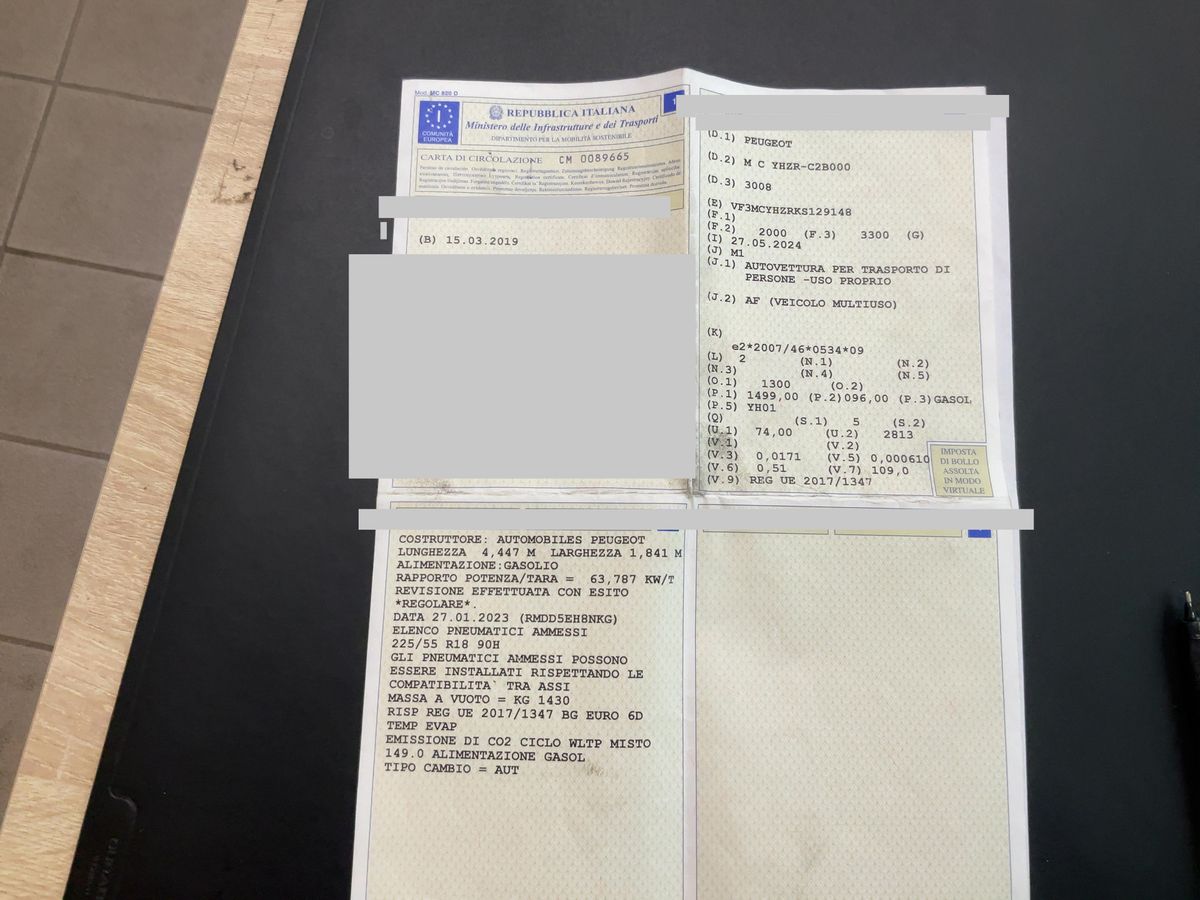 Mod. MC 820 D
REPUBBLICA ITALIANA
Ministero delle Infrastrutture e dei Trasporti
DIPARTIMENTO PER LA MOBILITÀ SOSTENIBILE
I
COMUNITÀ
EUROPEA
CARTA DI CIRCOLAZIONE CM 0089665
(B) 15.03.2019
1
(D.1) PEUGEOT
(D.2) M C YHZR-C2B000
(D.3) 3008
(E) VF3MCYHZRKS129148
(F.1)
(F.2) 2000 (F.3) 3300 (G)
(I) 27.05.2024
(J) M1
(J.1) AUTOVETTURA PER TRASPORTO DI
PERSONE -USO PROPRIO
(J.2) AF (VEICOLO MULTIUSO)
(K)
e2*2007/46*0534*09
(L) 2 (N.1) (N.2)
(N.3) (N.4) (N.5)
(O.1) 1300 (O.2)
(P.1) 1499,00 (P.2)096,00 (P.3)GASOL
(P.5) YH01
(Q) (S.1) 5 (S.2)
(U.1) 74,00 (U.2) 2813
(V.1) (V.2)
(V.3) 0,0171 (V.5) 0,000610
(V.6) 0,51 (V.7) 109,0
(V.9) REG UE 2017/1347
IMPOSTA
DI BOLLO
ASSOLTA
IN MODO
VIRTUALE
COSTRUTTORE: AUTOMOBILES PEUGEOT
LUNGHEZZA 4,447 M LARGHEZZA 1,841 M
ALIMENTAZIONE:GASOLIO
RAPPORTO POTENZA/TARA = 63,787 KW/T
REVISIONE EFFETTUATA CON ESITO
*REGOLARE*.
DATA 27.01.2023 (RMDD5EH8NKG)
ELENCO PNEUMATICI AMMESSI
225/55 R18 90H
GLI PNEUMATICI AMMESSI POSSONO
ESSERE INSTALLATI RISPETTANDO LE
COMPATIBILITA` TRA ASSI
MASSA A VUOTO = KG 1430
RISP REG UE 2017/1347 BG EURO 6D
TEMP EVAP
EMISSIONE DI CO2 CICLO WLTP MISTO
149.0 ALIMENTAZIONE GASOL
TIPO CAMBIO = AUT